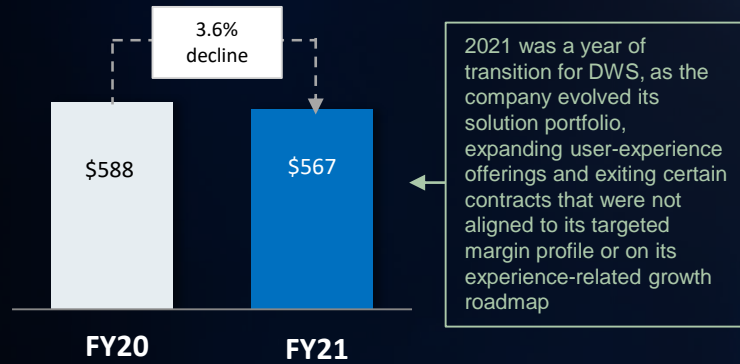 3.6%
decline
$588
$567
FY20
FY21
2021 was a year of
transition for DWS, as the
company evolved its
solution portfolio,
expanding user-experience
offerings and exiting certain
contracts that were not
aligned to its targeted
margin profile or on its
experience-related growth
roadmap